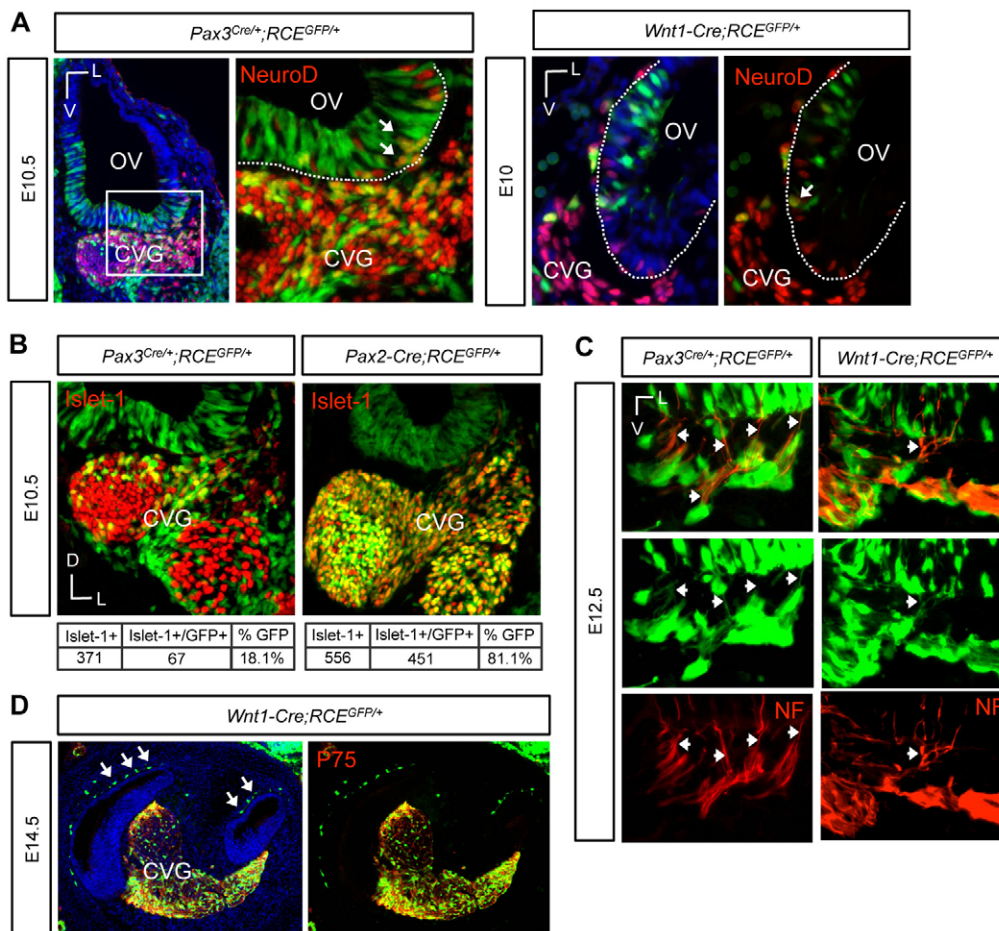 A
Pax3Cre/+;RCEGFP/+
Wnt1-Cre;RCEGFP/+
E10.5
L
V
OV
CVG
NeuroD
OV
CVG
E10
L
V
OV
CVG
NeuroD
OV
CVG
B
Pax3Cre/+;RCEGFP/+
Pax2-Cre;RCEGFP/+
E10.5
Islet-1
CVG
D
L
Islet-1
CVG
Islet-1+ Islet-1+/GFP+ % GFP
371 67 18.1%
Islet-1+ Islet-1+/GFP+ % GFP
556 451 81.1%
C
Pax3Cre/+;RCEGFP/+
Wnt1-Cre;RCEGFP/+
E12.5
L
V
NF
NF
D
Wnt1-Cre;RCEGFP/+
E14.5
CVG
P75